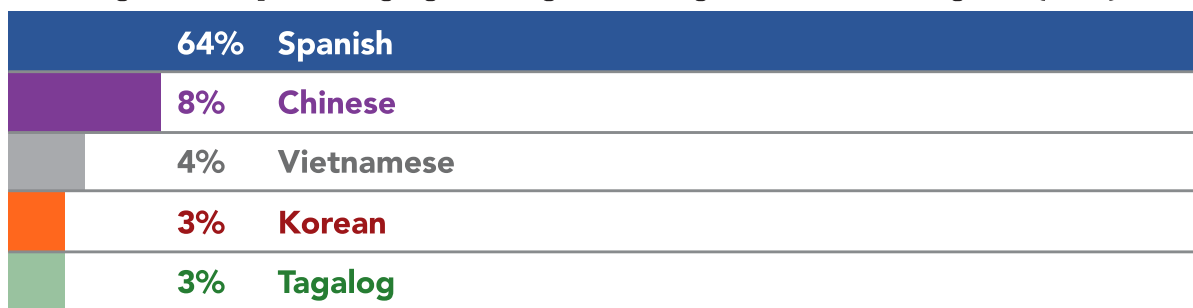 64% Spanish
8% Chinese
4% Vietnamese
3% Korean
3% Tagalog